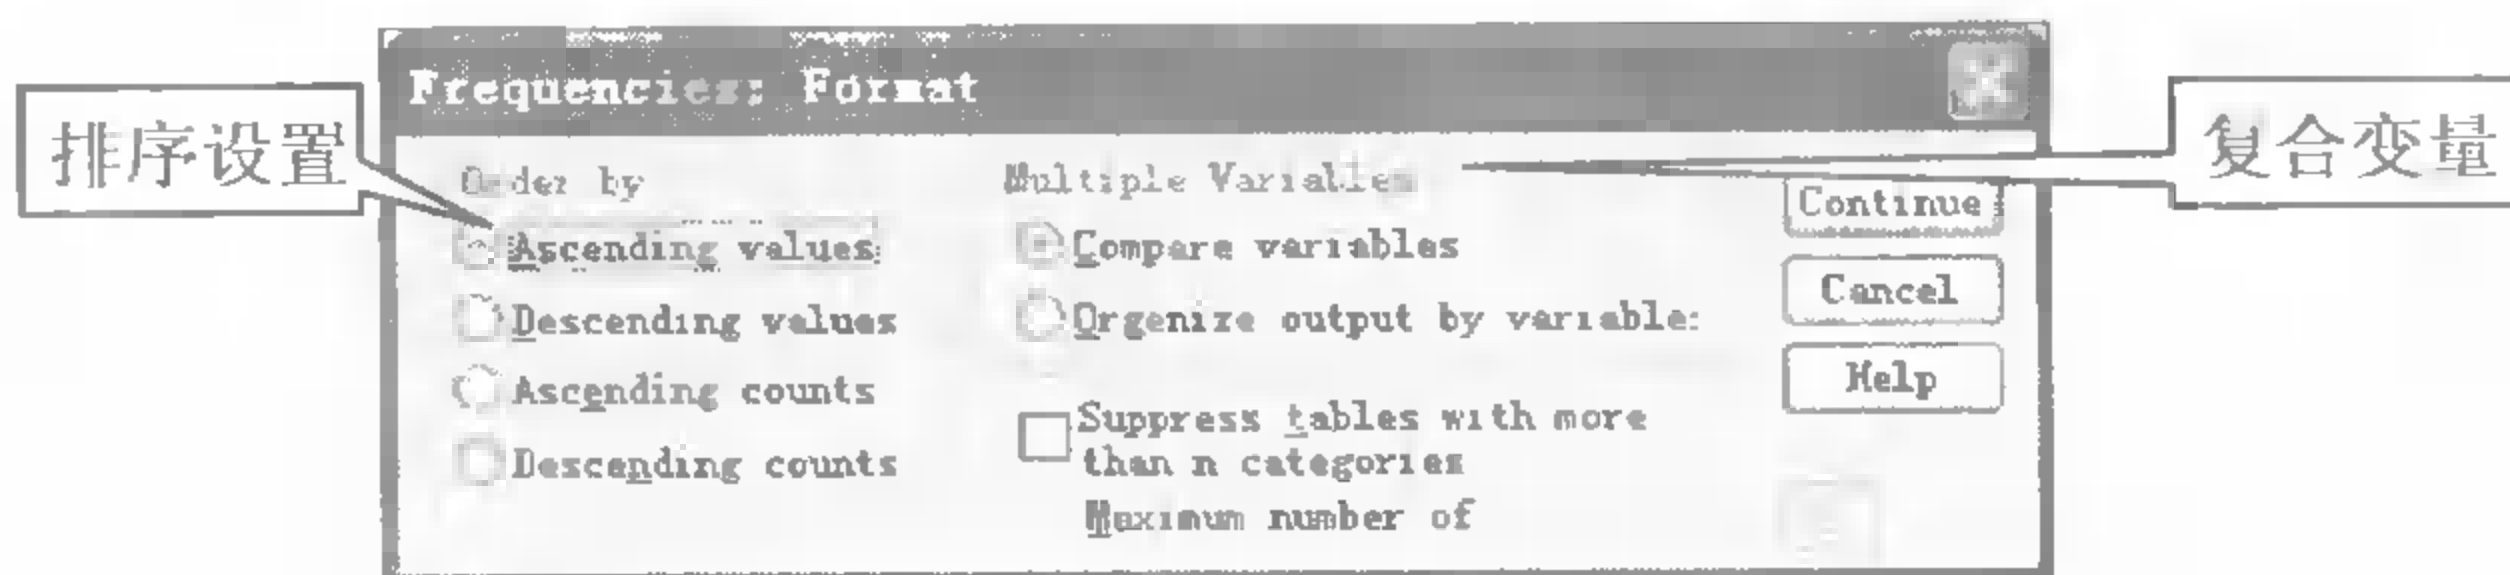 Frequencies: Format
排序设置
复合变量
Order by
Ascending values
Descending values
Ascending counts
Descending counts
Multiple Variables
Compare variables
Organize output by variable:
Suppress tables with more
than n categories
Maximum number of
Continue
Cancel
Help